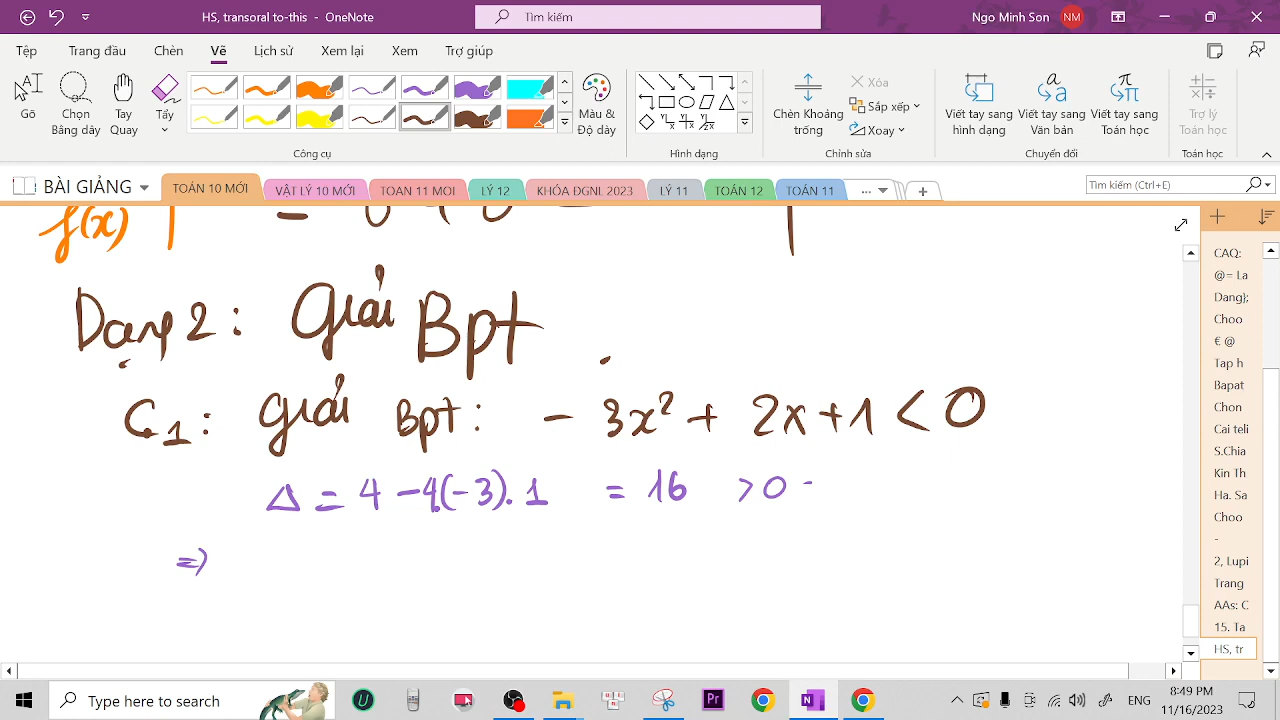 HS, transoral to-this - OneNote
Tìm kiếm
Ngo Minh Son
NM
Tệp Trang đầu Chèn Vẽ Lịch sử Xem lại Xem Trợ giúp
Gõ
Chọn Bằng dây
Tay Quay
Tẩy
Màu & Độ dày
Chèn Khoảng trống
Xóa
Sắp xếp
Xoay
Viết tay sang hình dạng
Viết tay sang Văn bản
Viết tay sang Toán học
Trợ lý Toán học
Công cụ
Hình dạng
Chỉnh sửa
Chuyển đổi
Toán học
BÀI GIẢNG
TOÁN 10 MỚI
VẬT LÝ 10 MỚI
TOAN 11 MOI
LÝ 12
KHÓA ĐGNL 2023
LÝ 11
TOÁN 12
TOÁN 11
...
Tìm kiếm (Ctrl+E)
f(x)
Dạng 2: Giải Bpt
C1: Giải Bpt: - 3x² + 2x + 1 < 0
Δ = 4 - 4.(-3).1 = 16 > 0
=>
CAQ:
@= La
Dang);
Choo
€ @
Tap h
Bapat
Chon
Cai teli
S.Chia
Kin Th
Ha. Sa
Choo
-
2, Lupi
Trang
AAs: C
15. Ta
HS, tr
Type here to search
ENG
8:49 PM
11/16/2023